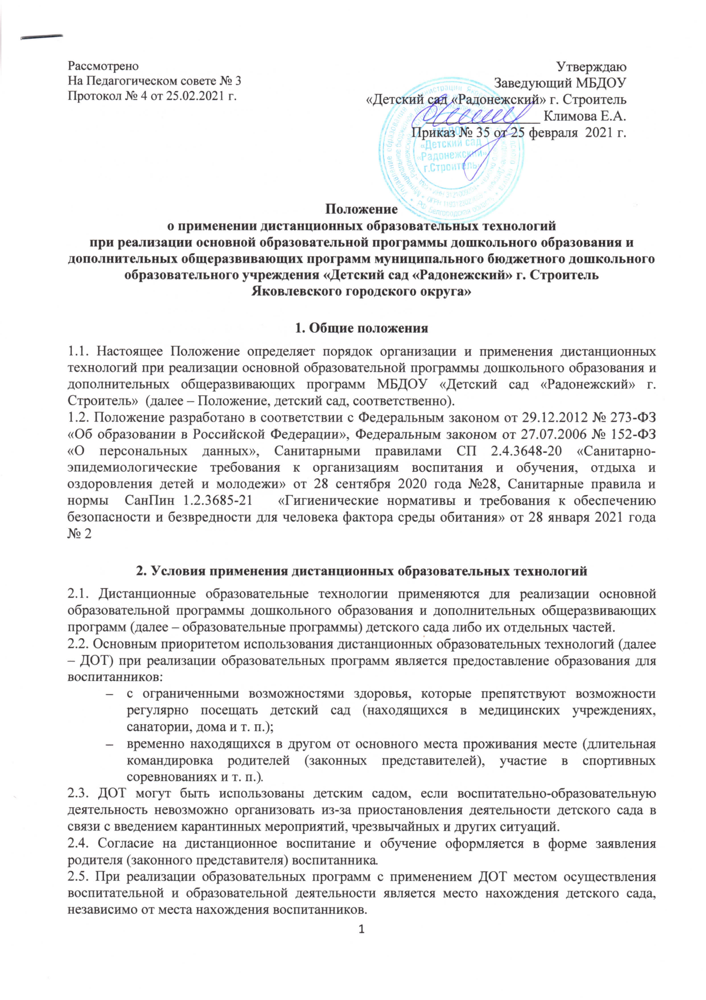 Рассмотрено
На Педагогическом совете № 3
Протокол № 4 от 25.02.2021 г.
Утверждаю
Заведующий МБДОУ
«Детский сад «Радонежский» г. Строитель
________________ Климова Е.А.
Приказ № 35 от 25 февраля  2021 г.
МБДОУ
«Детский сад
«Радонежский»
г.Строитель»
Положение
о применении дистанционных образовательных технологий
при реализации основной образовательной программы дошкольного образования и
дополнительных общеразвивающих программ муниципального бюджетного дошкольного
образовательного учреждения «Детский сад «Радонежский» г. Строитель
Яковлевского городского округа»
1. Общие положения
1.1. Настоящее Положение определяет порядок организации и применения дистанционных
технологий при реализации основной образовательной программы дошкольного образования и
дополнительных общеразвивающих программ МБДОУ «Детский сад «Радонежский» г.
Строитель»  (далее – Положение, детский сад, соответственно).
1.2. Положение разработано в соответствии с Федеральным законом от 29.12.2012 № 273-ФЗ
«Об образовании в Российской Федерации», Федеральным законом от 27.07.2006 № 152-ФЗ
«О персональных данных», Санитарными правилами СП 2.4.3648-20 «Санитарно-
эпидемиологические требования к организациям воспитания и обучения, отдыха и
оздоровления детей и молодежи» от 28 сентября 2020 года №28, Санитарные правила и
нормы  СанПин 1.2.3685-21  «Гигиенические нормативы и требования к обеспечению
безопасности и безвредности для человека фактора среды обитания» от 28 января 2021 года
№ 2
2. Условия применения дистанционных образовательных технологий
2.1. Дистанционные образовательные технологии применяются для реализации основной
образовательной программы дошкольного образования и дополнительных общеразвивающих
программ (далее – образовательные программы) детского сада либо их отдельных частей.
2.2. Основным приоритетом использования дистанционных образовательных технологий (далее
– ДОТ) при реализации образовательных программ является предоставление образования для
воспитанников:
– с ограниченными возможностями здоровья, которые препятствуют возможности
регулярно посещать детский сад (находящихся в медицинских учреждениях,
санатории, дома и т. п.);
– временно находящихся в другом от основного места проживания месте (длительная
командировка родителей (законных представителей), участие в спортивных
соревнованиях и т. п.).
2.3. ДОТ могут быть использованы детским садом, если воспитательно-образовательную
деятельность невозможно организовать из-за приостановления деятельности детского сада в
связи с введением карантинных мероприятий, чрезвычайных и других ситуаций.
2.4. Согласие на дистанционное воспитание и обучение оформляется в форме заявления
родителя (законного представителя) воспитанника.
2.5. При реализации образовательных программ с применением ДОТ местом осуществления
воспитательной и образовательной деятельности является место нахождения детского сада,
независимо от места нахождения воспитанников.
1